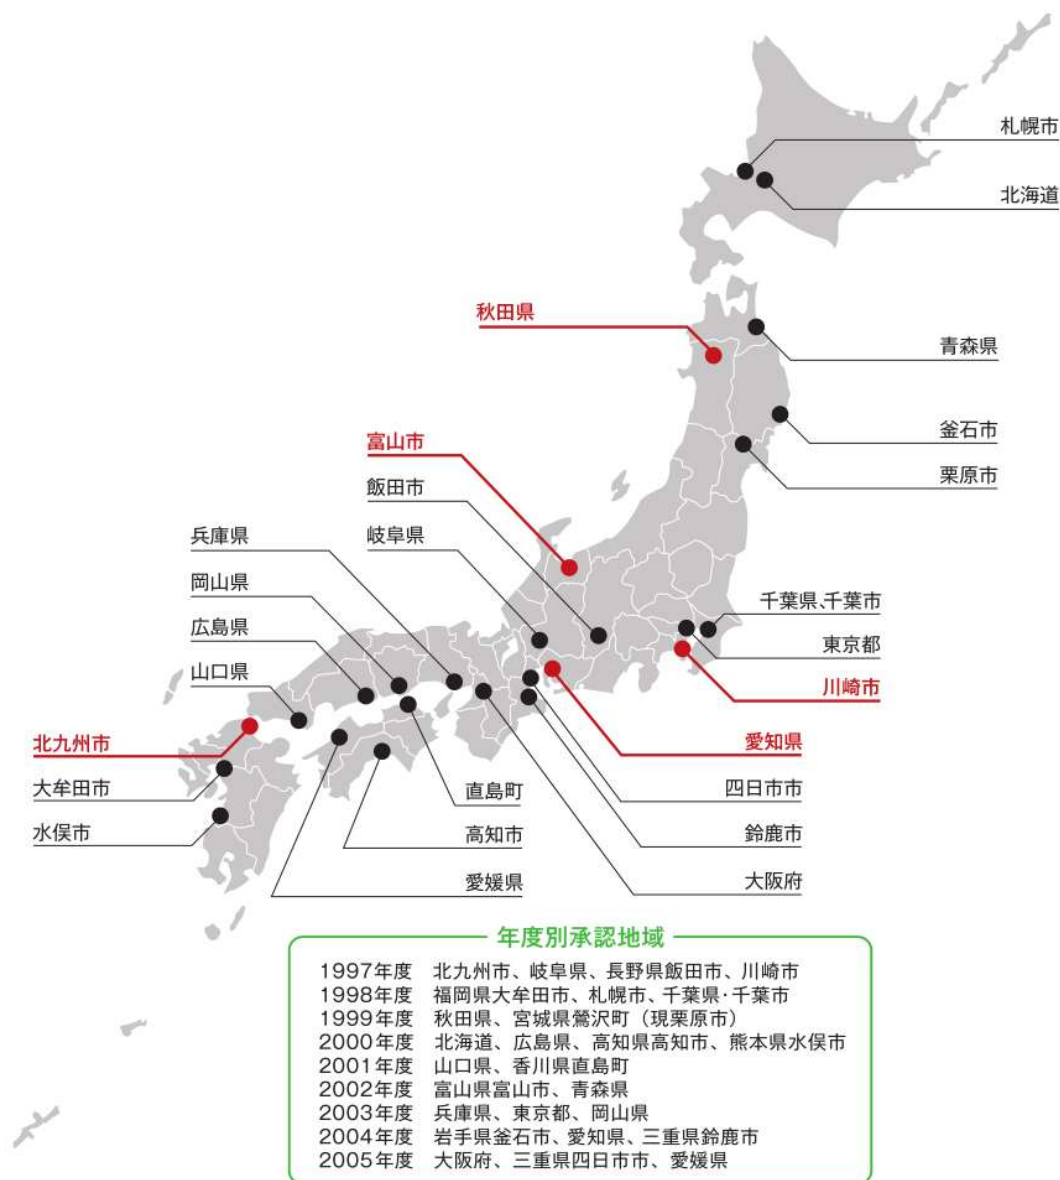 札幌市
北海道
秋田県
青森県
釜石市
富山市
栗原市
飯田市
兵庫県
岐阜県
岡山県
千葉県、千葉市
広島県
東京都
山口県
川崎市
北九州市
愛知県
大牟田市
直島町
四日市市
水俣市
高知市
鈴鹿市
愛媛県
大阪府
年度別承認地域
1997年度 北九州市、岐阜県、長野県飯田市、川崎市
1998年度 福岡県大牟田市、札幌市、千葉県・千葉市
1999年度 秋田県、宮城県鶯沢町（現栗原市）
2000年度 北海道、広島県、高知県高知市、熊本県水俣市
2001年度 山口県、香川県直島町
2002年度 富山県富山市、青森県
2003年度 兵庫県、東京都、岡山県
2004年度 岩手県釜石市、愛知県、三重県鈴鹿市
2005年度 大阪府、三重県四日市市、愛媛県